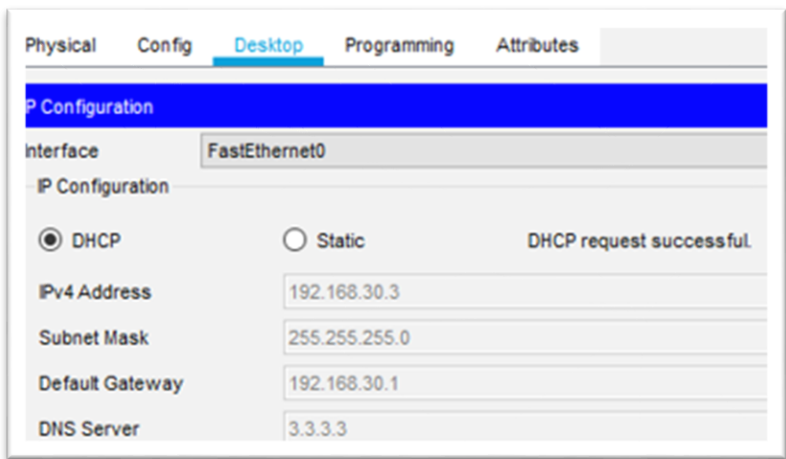 Physical Config Desktop Programming Attributes
P Configuration
nterface FastEthernet0
IP Configuration
DHCP Static DHCP request successful.
IPv4 Address 192.168.30.3
Subnet Mask 255.255.255.0
Default Gateway 192.168.30.1
DNS Server 3.3.3.3